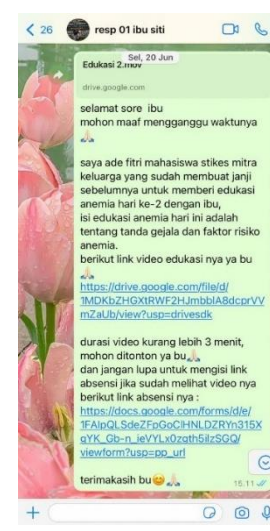 26
resp 01 ibu siti
Sel, 20 Jun
Edukasi 2.mov
drive.google.com
selamat sore  ibu
mohon maaf mengganggu waktunya
🙏🏻
saya ade fitri mahasiswa stikes mitra
keluarga yang sudah membuat janji
sebelumnya untuk memberi edukasi
anemia hari ke-2 dengan ibu,
isi edukasi anemia hari ini adalah
tentang tanda gejala dan faktor risiko
anemia.
berikut link video edukasi nya ya bu
🙏🏻
https://drive.google.com/file/d/
1MDKbZHGXtRWF2HJmbblA8dcprVV
mZaUb/view?usp=drivesdk
durasi video kurang lebih 3 menit,
mohon ditonton ya bu🙏🏻
dan jangan lupa untuk mengisi link
absensi jika sudah melihat video nya
berikut link absensi nya :
https://docs.google.com/forms/d/e/
1FAIpQLSdeZFpGoCiHNLDZRYn315X
qYK_Gb-n_ieVYLx0zqth5ilzSGQ/
viewform?usp=pp_url
terimakasih bu😊🙏🏻
15.11